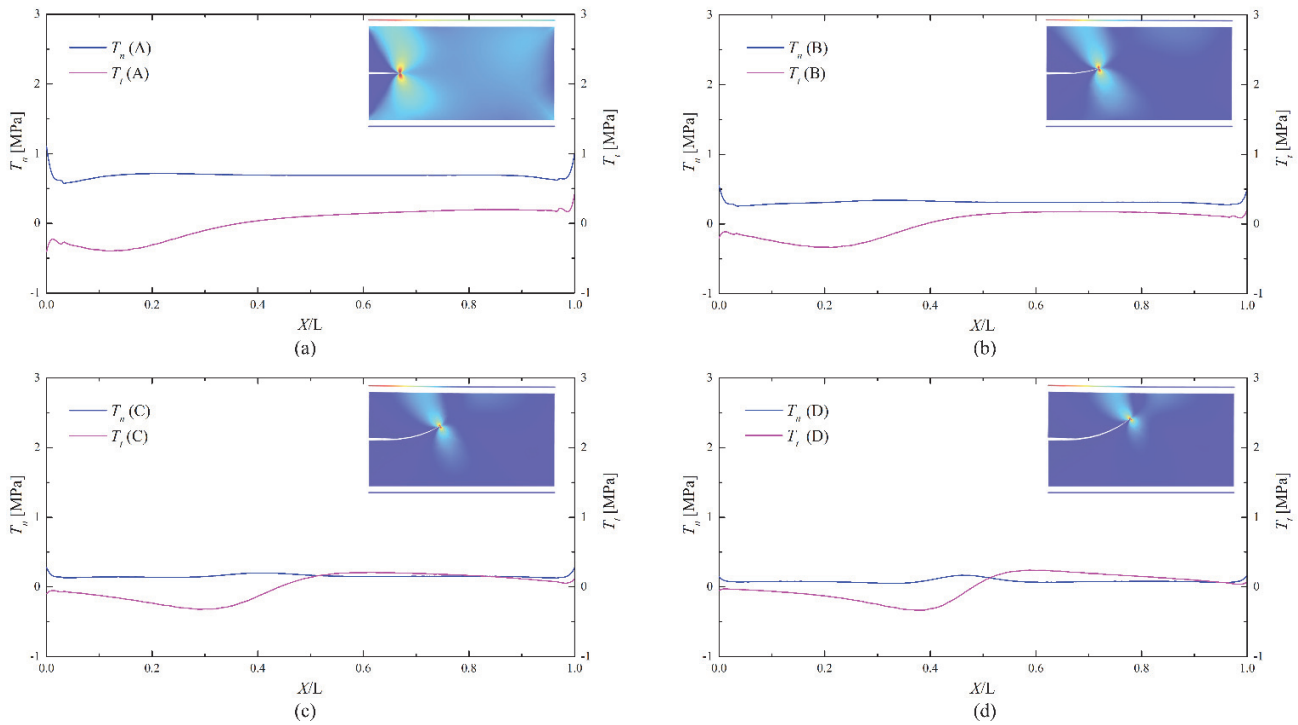 3
3
3
3
T_n (A)
T_t (A)
T_n (B)
T_t (B)
2
2
2
2
T_n [MPa]
T_t [MPa]
T_n [MPa]
T_t [MPa]
1
1
1
1
0
0
0
0
-1
-1
-1
-1
0.0 0.2 0.4 0.6 0.8 1.0
0.0 0.2 0.4 0.6 0.8 1.0
X/L
X/L
(a)
(b)
3
3
3
3
T_n (C)
T_t (C)
T_n (D)
T_t (D)
2
2
2
2
T_n [MPa]
T_t [MPa]
T_n [MPa]
T_t [MPa]
1
1
1
1
0
0
0
0
-1
-1
-1
-1
0.0 0.2 0.4 0.6 0.8 1.0
0.0 0.2 0.4 0.6 0.8 1.0
X/L
X/L
(c)
(d)